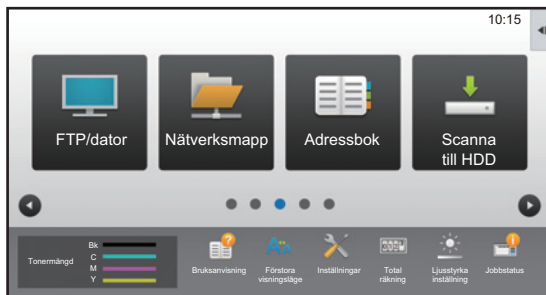 10:15
FTP/dator
Nätverksmapp
Adressbok
Scanna
till HDD
Tonermängd
Bk
C
M
Y
Bruksanvisning
Förstora
visningsläge
Inställningar
Total
räkning
Ljusstyrka
inställning
Jobbstatus